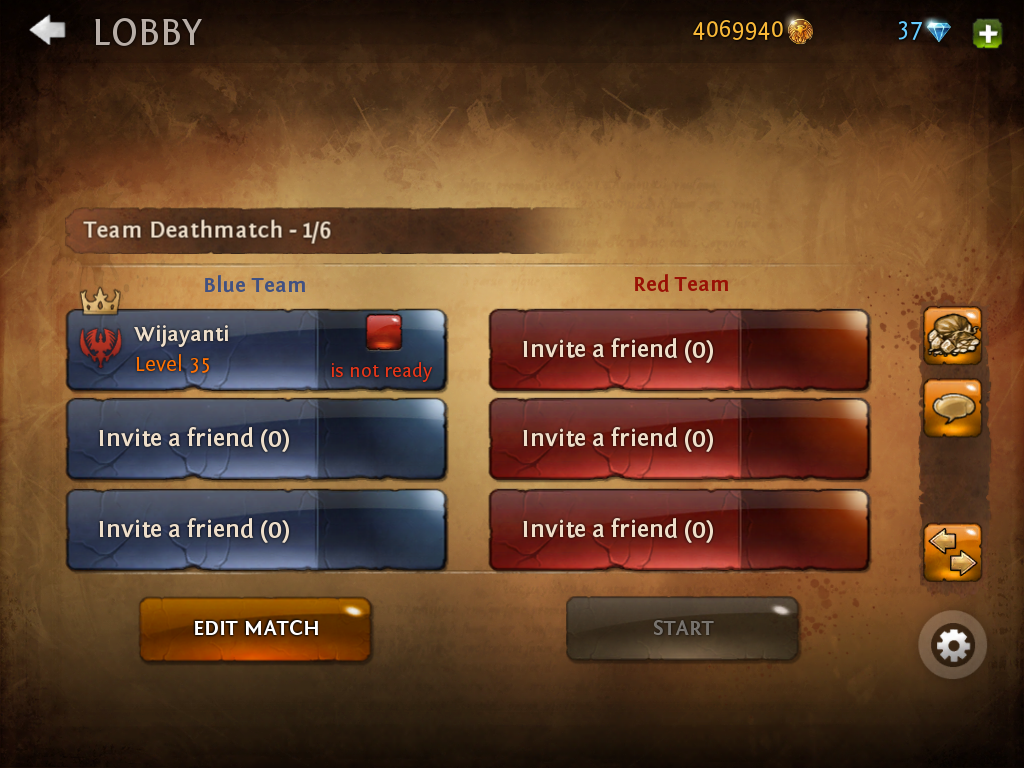 LOBBY
4069940
37
Team Deathmatch - 1/6
Blue Team
Red Team
Wijayanti
Level 35
is not ready
Invite a friend (0)
Invite a friend (0)
Invite a friend (0)
Invite a friend (0)
Invite a friend (0)
EDIT MATCH
START